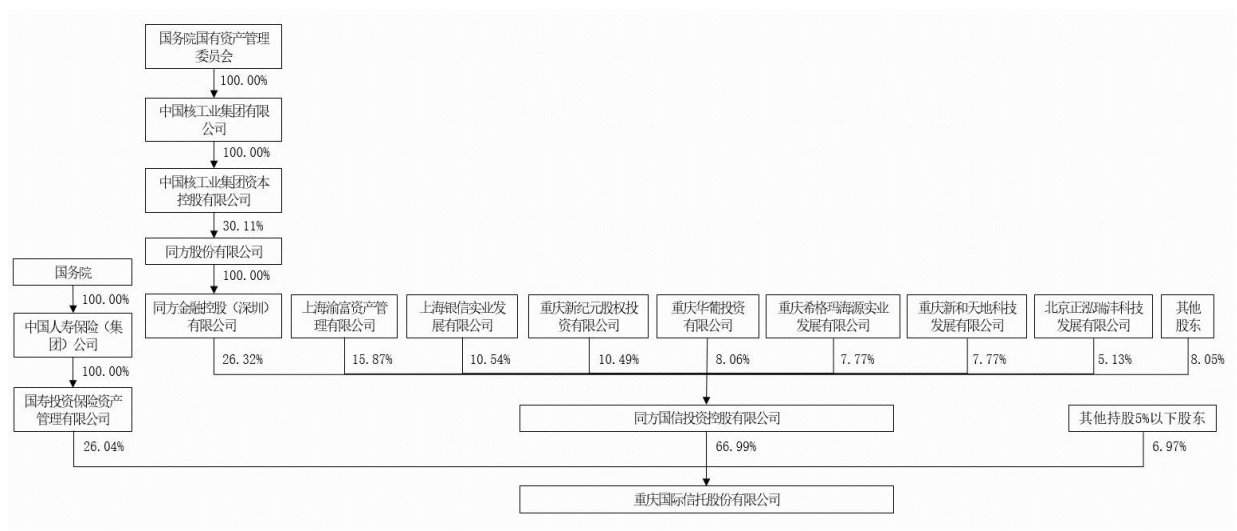 国务院国有资产管理
委员会
100.00%
中国核工业集团有限
公司
100.00%
中国核工业集团资本
控股有限公司
30.11%
同方股份有限公司
100.00%
国务院
100.00%
中国人寿保险（集
团）公司
100.00%
国寿投资保险资产
管理有限公司
26.04%
同方金融控股（深圳）
有限公司
26.32%
上海渝富资产管
理有限公司
15.87%
上海银信实业发
展有限公司
10.54%
重庆新纪元股权投
资有限公司
10.49%
重庆华葡投资
有限公司
8.06%
重庆希格玛海源实业
发展有限公司
7.77%
重庆新和天地科技
发展有限公司
7.77%
北京正泓瑞沣科技
发展有限公司
5.13%
其他
股东
8.05%
同方国信投资控股有限公司
66.99%
其他持股5%以下股东
6.97%
重庆国际信托股份有限公司